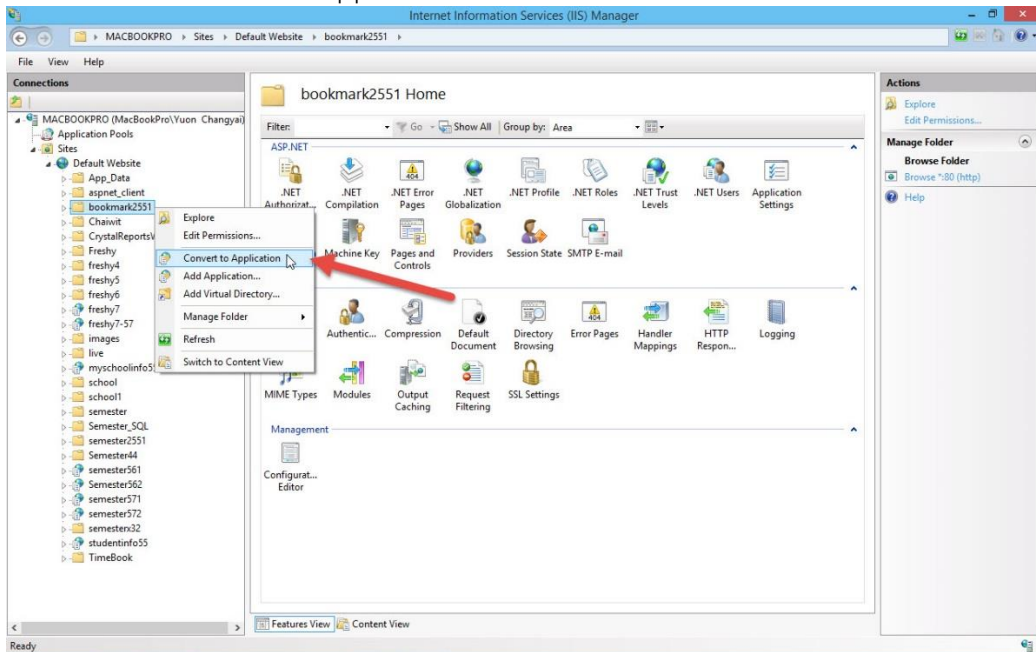 Internet Information Services (IIS) Manager
MACBOOKPRO Sites Default Website bookmark2551
File View Help
Connections
MACBOOKPRO (MacBookPro\Yuon Changyai)
Application Pools
Sites
Default Website
App_Data
aspnet_client
bookmark2551
Chaiwit
CrystalReportsV
Freshy
freshy4
freshy5
freshy6
freshy7
freshy7-57
images
live
myschoolinfo5
school
school1
semester
Semester_SQL
semester2551
Semester44
semester561
Semester562
semester571
semester572
semesterx32
studentinfo55
TimeBook
Explore
Edit Permissions...
Convert to Application
Add Application...
Add Virtual Directory...
Manage Folder
Refresh
Switch to Content View
bookmark2551 Home
Filter: Go Show All Group by: Area
ASP.NET
.NET Authorizat...
.NET Compilation
.NET Error Pages
.NET Globalization
.NET Profile
.NET Roles
.NET Trust Levels
.NET Users
Application Settings
Machine Key
Pages and Controls
Providers
Session State
SMTP E-mail
Authentic...
Compression
Default Document
Directory Browsing
Error Pages
Handler Mappings
HTTP Respon...
Logging
MIME Types
Modules
Output Caching
Request Filtering
SSL Settings
Management
Configurat... Editor
Features View Content View
Actions
Explore
Edit Permissions...
Manage Folder
Browse Folder
Browse *:80 (http)
Help
Ready